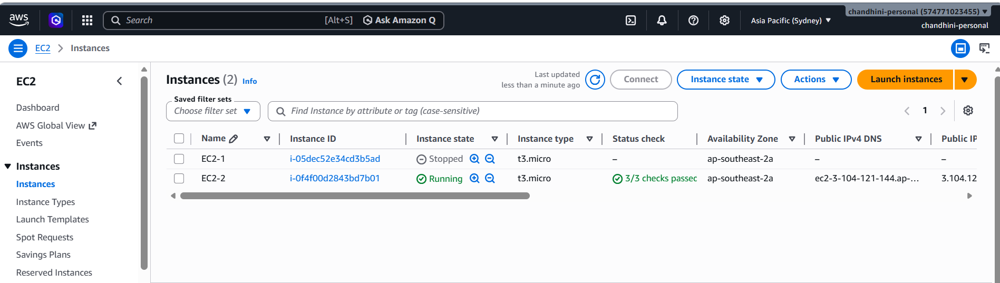 aws
Search [Alt+S] Ask Amazon Q
Asia Pacific (Sydney)
chandhini-personal (574771023455)
chandhini-personal
EC2 Instances
EC2
Dashboard
AWS Global View
Events
Instances
Instances
Instance Types
Launch Templates
Spot Requests
Savings Plans
Reserved Instances
Instances (2) Info
Last updated
less than a minute ago
Connect Instance state Actions Launch instances
Saved filter sets
Choose filter set
Find Instance by attribute or tag (case-sensitive)
1
Name Instance ID Instance state Instance type Status check Availability Zone Public IPv4 DNS Public IP
EC2-1 i-05dec52e34cd3b5ad Stopped t3.micro – ap-southeast-2a – –
EC2-2 i-0f4f00d2843bd7b01 Running t3.micro 3/3 checks passed ap-southeast-2a ec2-3-104-121-144.ap-... 3.104.12